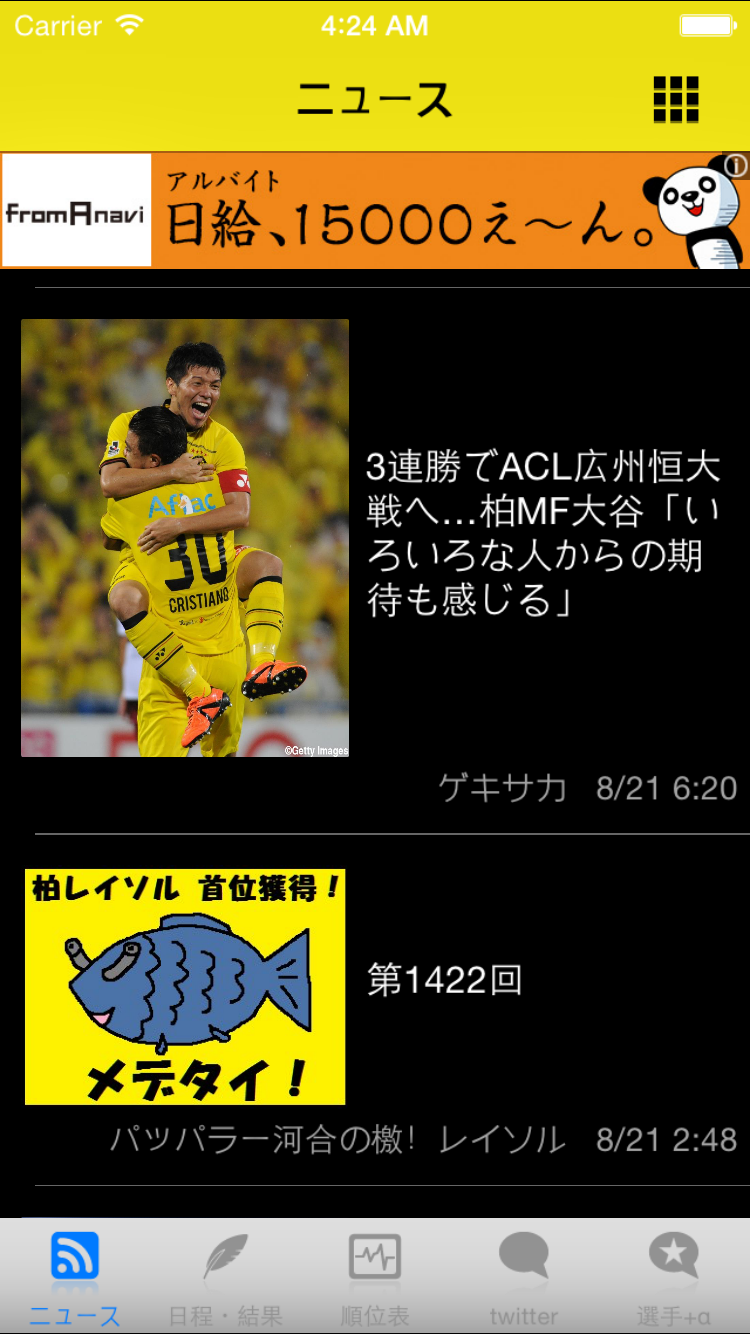 Carrier 4:24 AM
ニュース
fromAnavi
アルバイト
日給、15000え〜ん。
3連勝でACL広州恒大
戦へ…柏MF大谷「い
ろいろな人からの期
待も感じる」
Aflac
30
CRISTIANO
©Getty Images
ゲキサカ 8/21 6:20
柏レイソル 首位獲得！
メデタイ！
第1422回
パツパラー河合の檄！レイソル 8/21 2:48
ニュース 日程・結果 順位表 twitter 選手+α